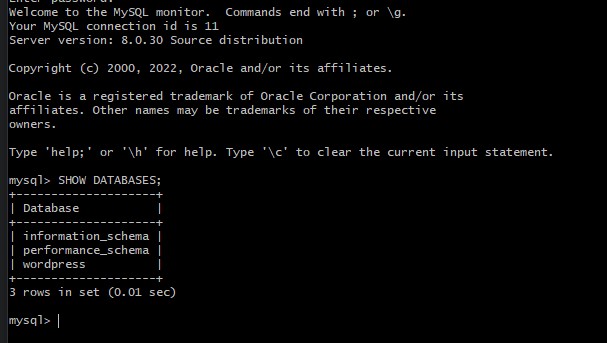 Enter password:
Welcome to the MySQL monitor.  Commands end with ; or \g.
Your MySQL connection id is 11
Server version: 8.0.30 Source distribution
Copyright (c) 2000, 2022, Oracle and/or its affiliates.
Oracle is a registered trademark of Oracle Corporation and/or its
affiliates. Other names may be trademarks of their respective
owners.
Type 'help;' or '\h' for help. Type '\c' to clear the current input statement.
mysql> SHOW DATABASES;
+--------------------+
| Database           |
+--------------------+
| information_schema |
| performance_schema |
| wordpress          |
+--------------------+
3 rows in set (0.01 sec)
mysql>